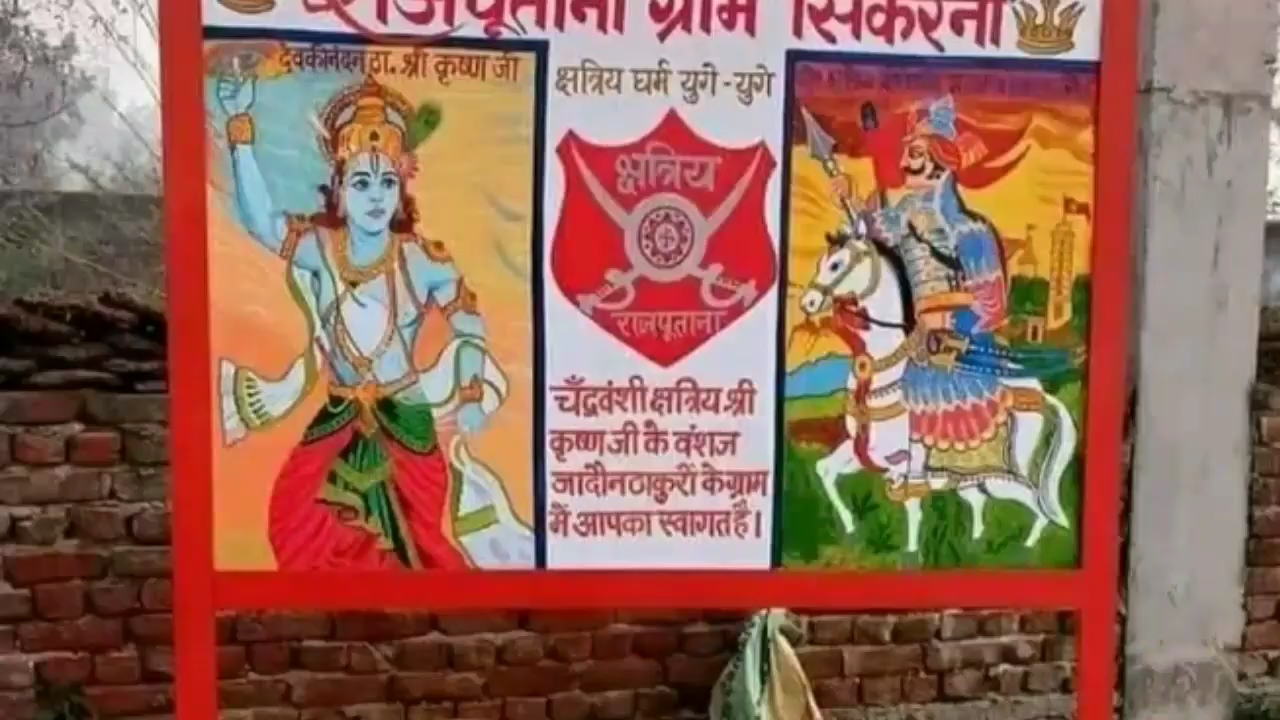 राजपूताना ग्राम सिकरना
देवकीनंदन ठा. श्री कृष्ण जी
क्षत्रिय धर्म युगे -युगे
क्षत्रिय
राजपूताना
चँद्रवंशी क्षत्रिय श्री
कृष्ण जी के वंशज
जादौन ठाकुरों के ग्राम
में आपका स्वागत है।